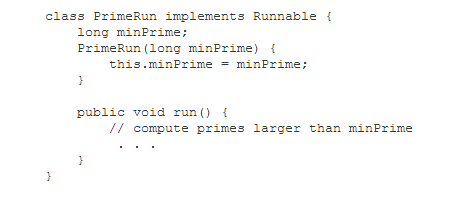 class PrimeRun implements Runnable {
    long minPrime;
    PrimeRun(long minPrime) {
        this.minPrime = minPrime;
    }

    public void run() {
        // compute primes larger than minPrime
         . . .
    }
}